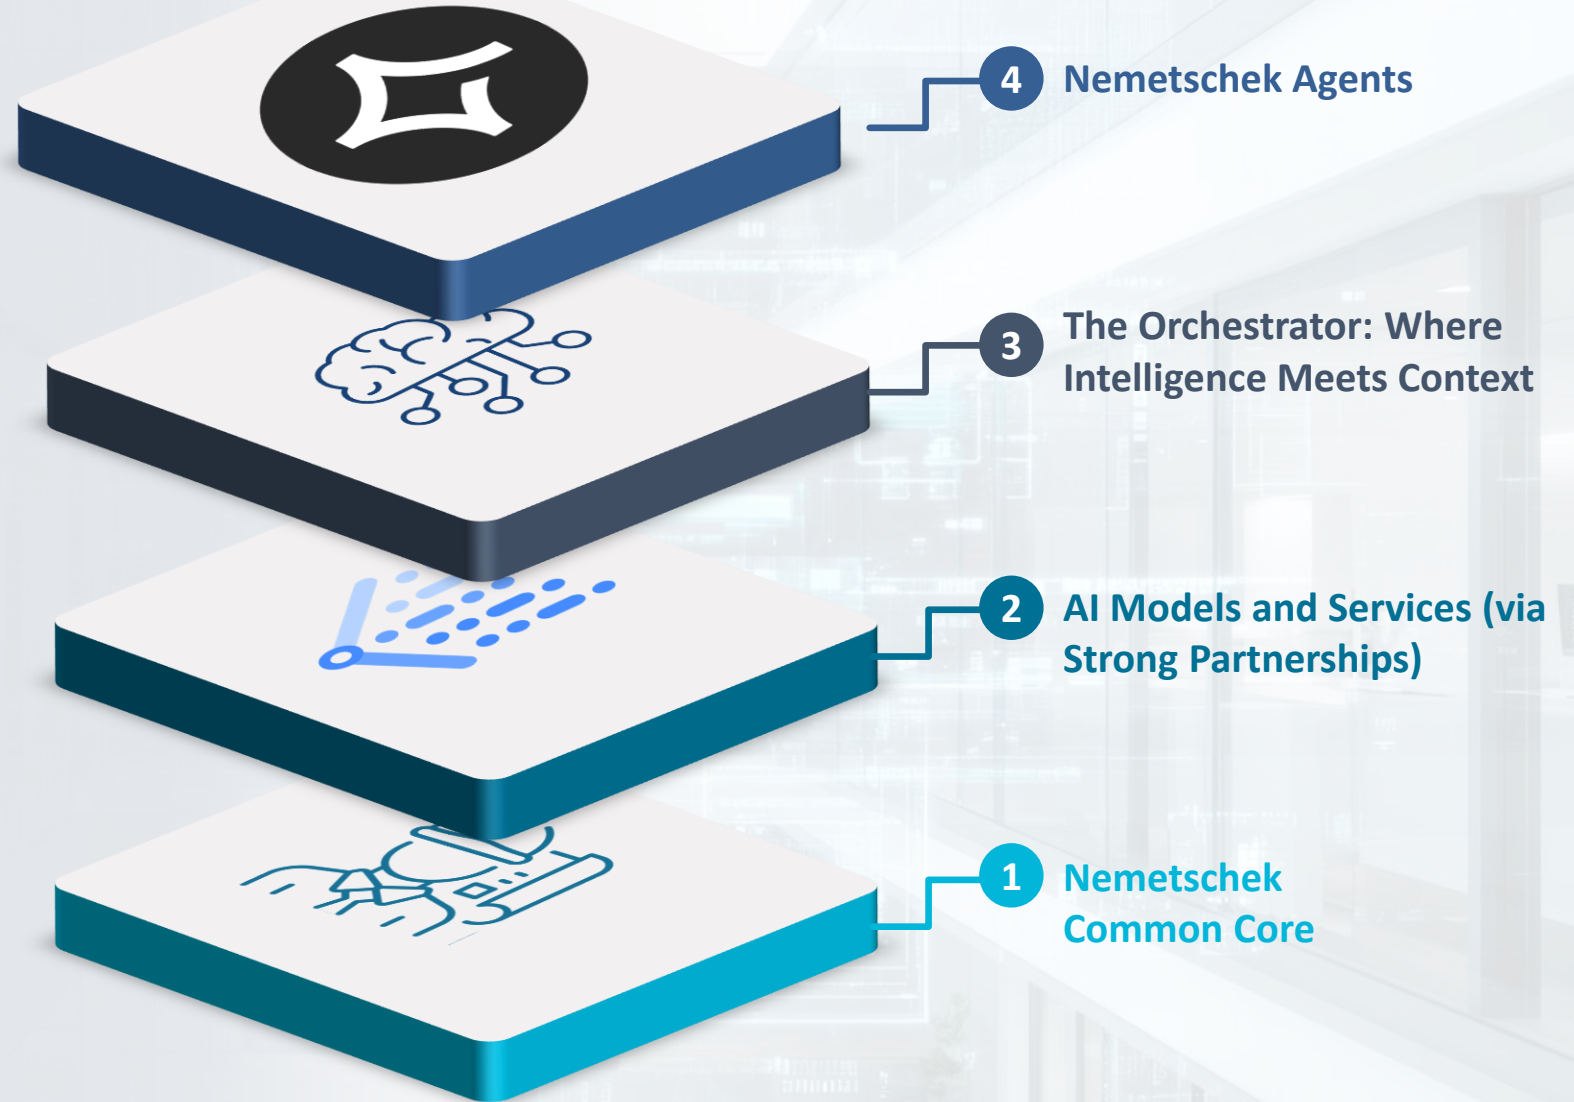 4
Nemetschek Agents
3
The Orchestrator: Where
Intelligence Meets Context
2
AI Models and Services (via
Strong Partnerships)
1
Nemetschek
Common Core